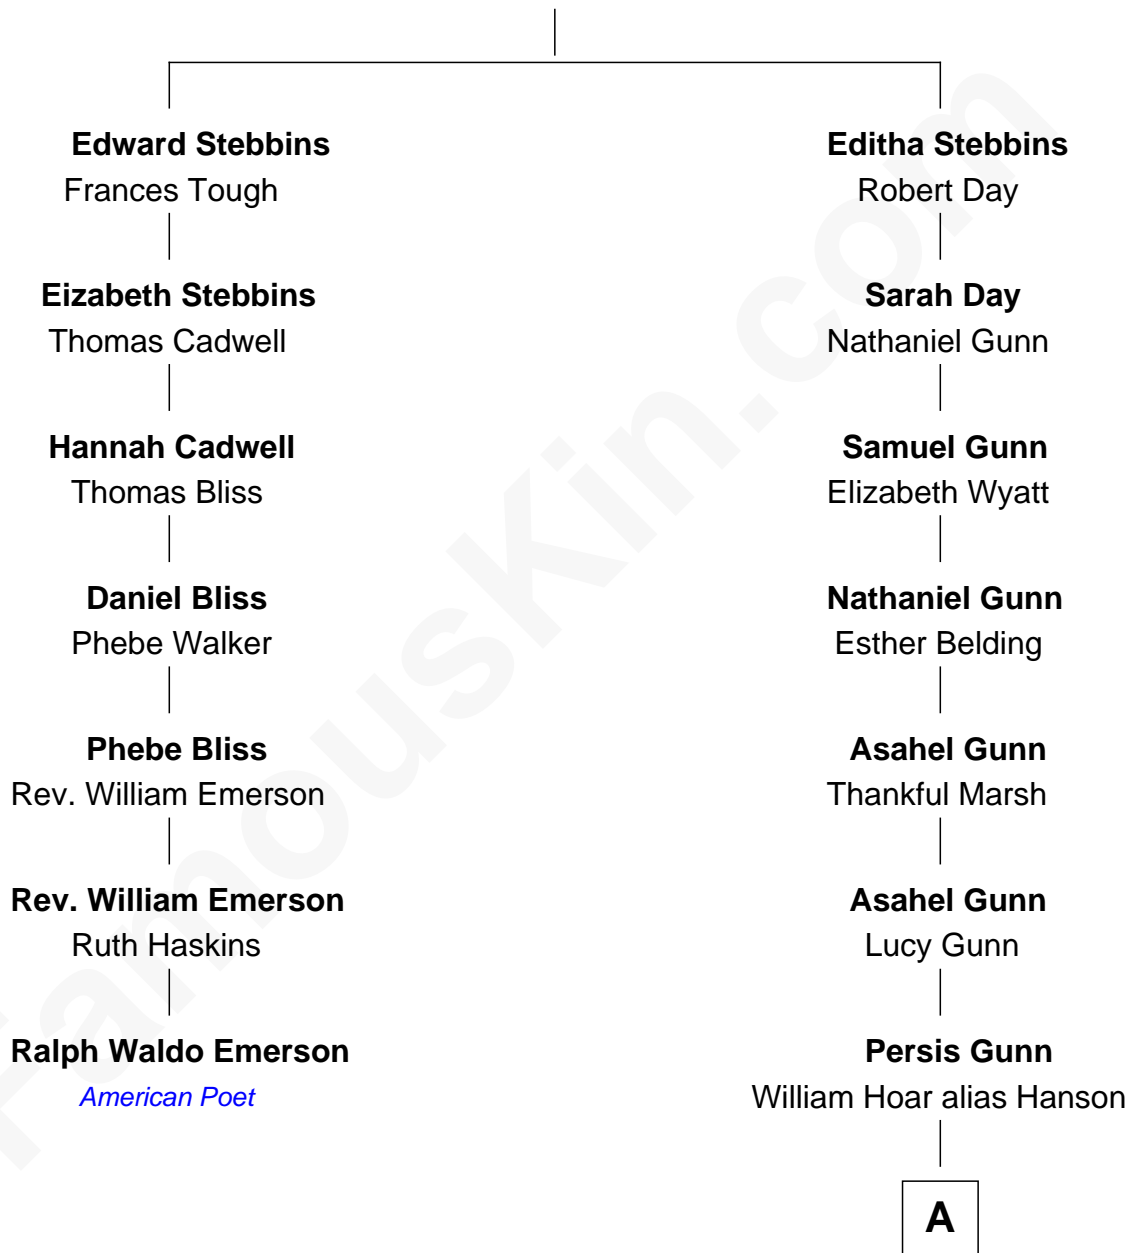 Edward Stebbins
Frances Tough
Eizabeth Stebbins
Thomas Cadwell
Hannah Cadwell
Thomas Bliss
Daniel Bliss
Phebe Walker
Phebe Bliss
Rev. William Emerson
Rev. William Emerson
Ruth Haskins
Ralph Waldo Emerson
American Poet
Editha Stebbins
Robert Day
Sarah Day
Nathaniel Gunn
Samuel Gunn
Elizabeth Wyatt
Nathaniel Gunn
Esther Belding
Asahel Gunn
Thankful Marsh
Asahel Gunn
Lucy Gunn
Persis Gunn
William Hoar alias Hanson
A
FamousKin.com